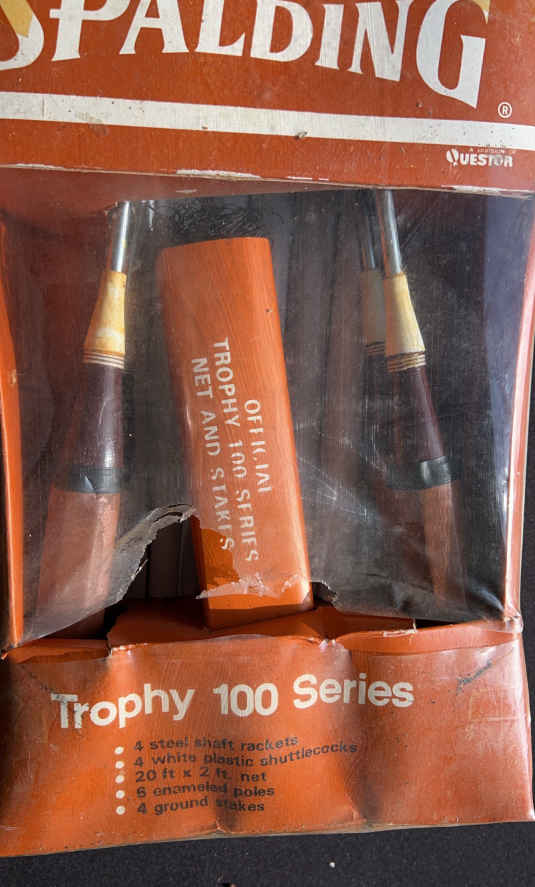 SPALDING
®
A DIVISION OF
QUESTOR
OFFICIAL
TROPHY 100 SERIES
NET AND STAKES
Trophy 100 Series
• 4 steel shaft rackets
• 4 white plastic shuttlecocks
• 20 ft x 2 ft. net
• 6 enameled poles
• 4 ground stakes